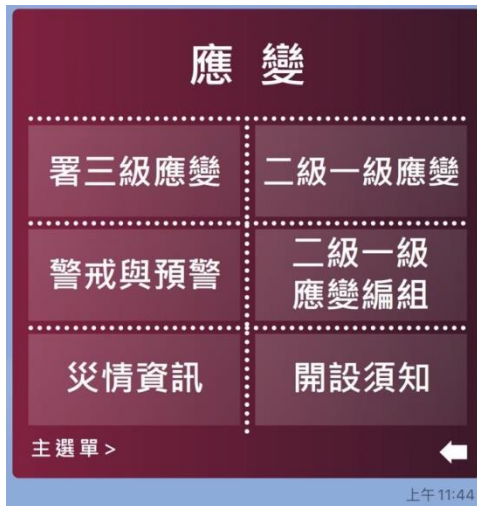 應 變
署三級應變
二級一級應變
警戒與預警
二級一級
應變編組
災情資訊
開設須知
主選單>
上午11:44